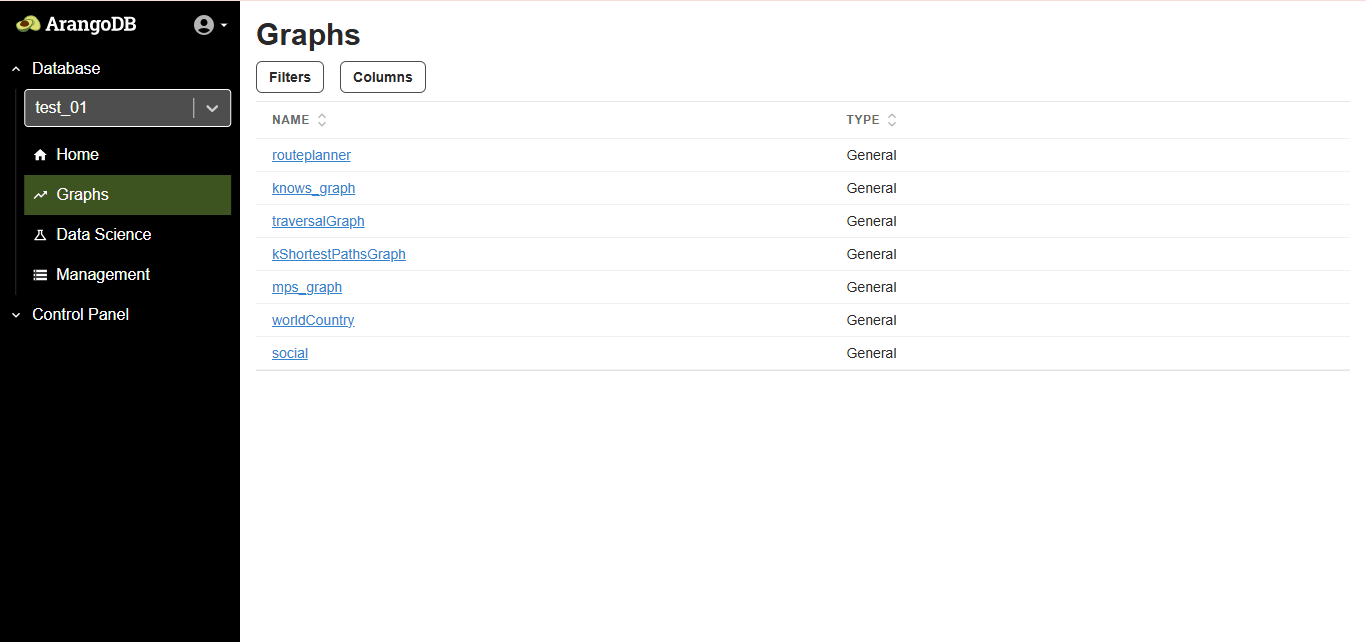 ArangoDB
Database
test_01
Home
Graphs
Data Science
Management
Control Panel
Graphs
Filters Columns
NAME TYPE
routeplanner General
knows_graph General
traversalGraph General
kShortestPathsGraph General
mps_graph General
worldCountry General
social General